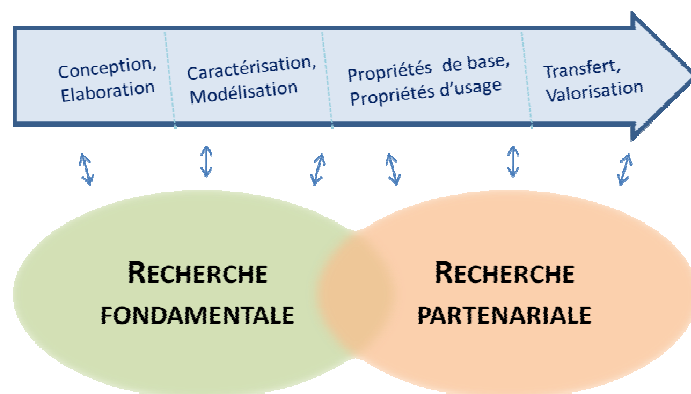 Conception,
Elaboration
Caractérisation,
Modélisation
Propriétés de base,
Propriétés d'usage
Transfert,
Valorisation
RECHERCHE
FONDAMENTALE
RECHERCHE
PARTENARIALE